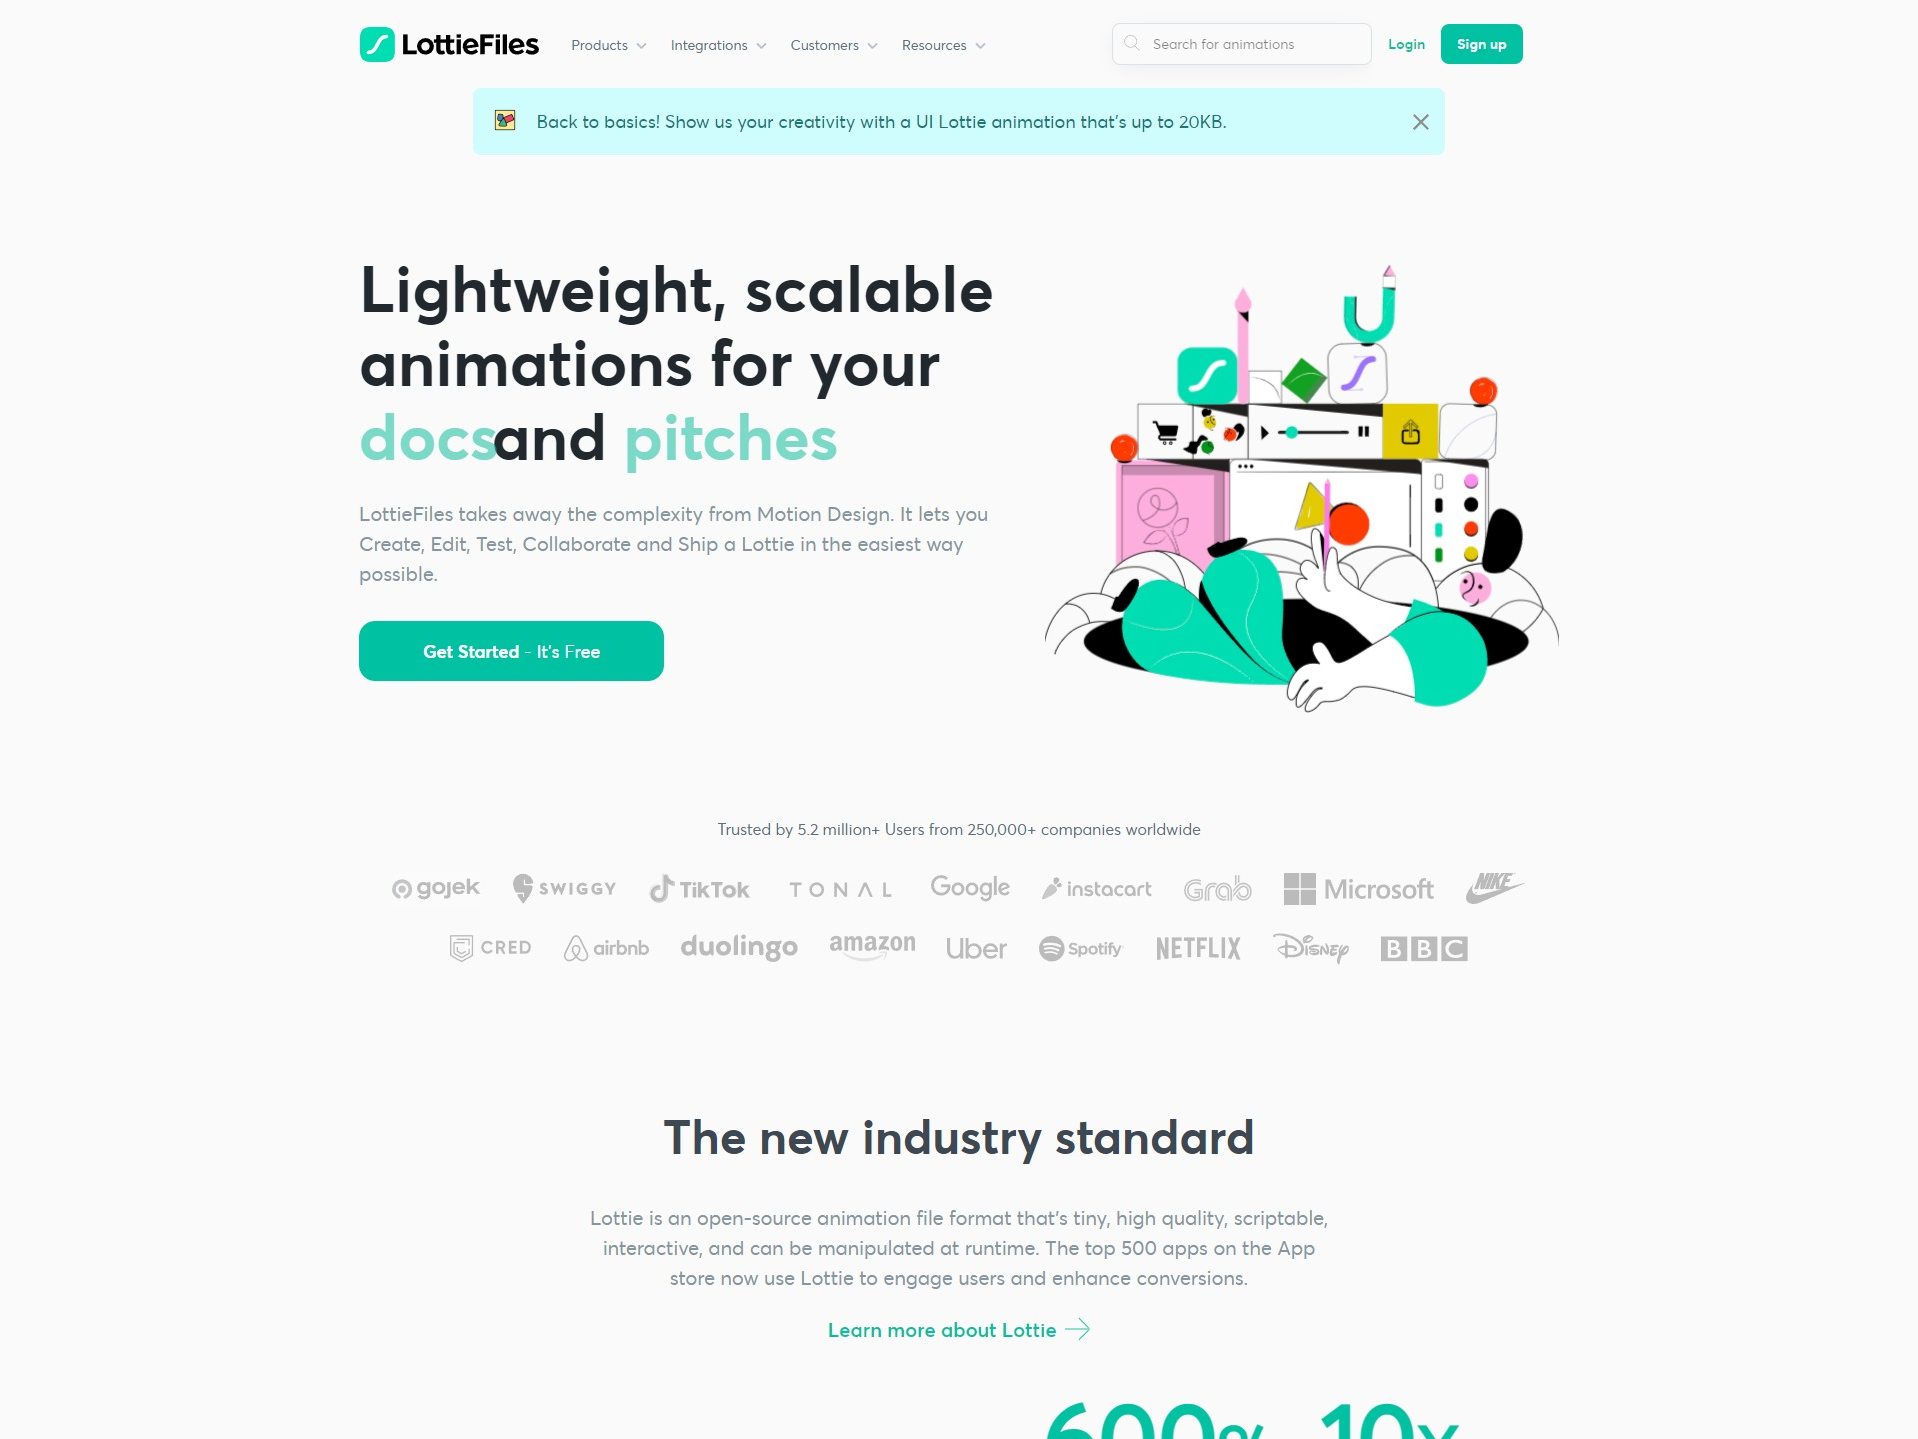 LottieFiles
Products
Integrations
Customers
Resources
Search for animations
Login
Sign up
Back to basics! Show us your creativity with a UI Lottie animation that's up to 20KB.
Lightweight, scalable
animations for your
docsand pitches
LottieFiles takes away the complexity from Motion Design. It lets you
Create, Edit, Test, Collaborate and Ship a Lottie in the easiest way
possible.
Get Started - It's Free
Trusted by 5.2 million+ Users from 250,000+ companies worldwide
gojek SWIGGY TikTok TONAL Google instacart Grab Microsoft NIKE
CRED airbnb duolingo amazon Uber Spotify NETFLIX Disney BBC
The new industry standard
Lottie is an open-source animation file format that's tiny, high quality, scriptable,
interactive, and can be manipulated at runtime. The top 500 apps on the App
store now use Lottie to engage users and enhance conversions.
Learn more about Lottie
600% 10x